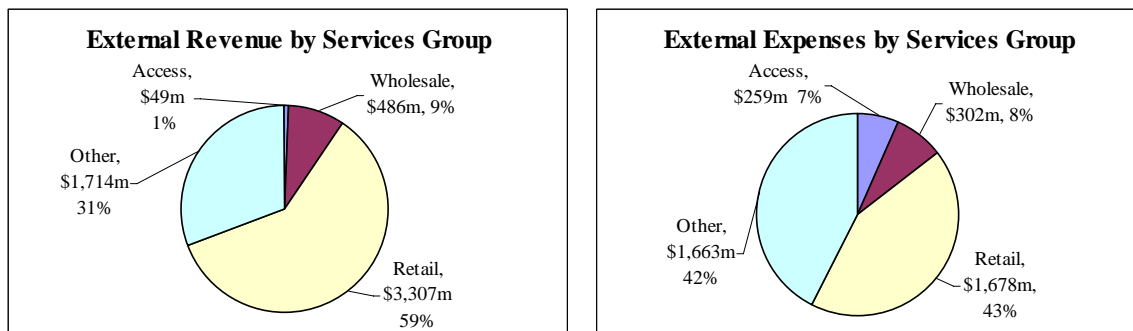 External Revenue by Services Group
Access,
$49m
1%
Wholesale,
$486m, 9%
Other,
$1,714m
31%
Retail,
$3,307m
59%
External Expenses by Services Group
Access,
$259m 7%
Wholesale,
$302m, 8%
Other,
$1,663m
42%
Retail,
$1,678m,
43%